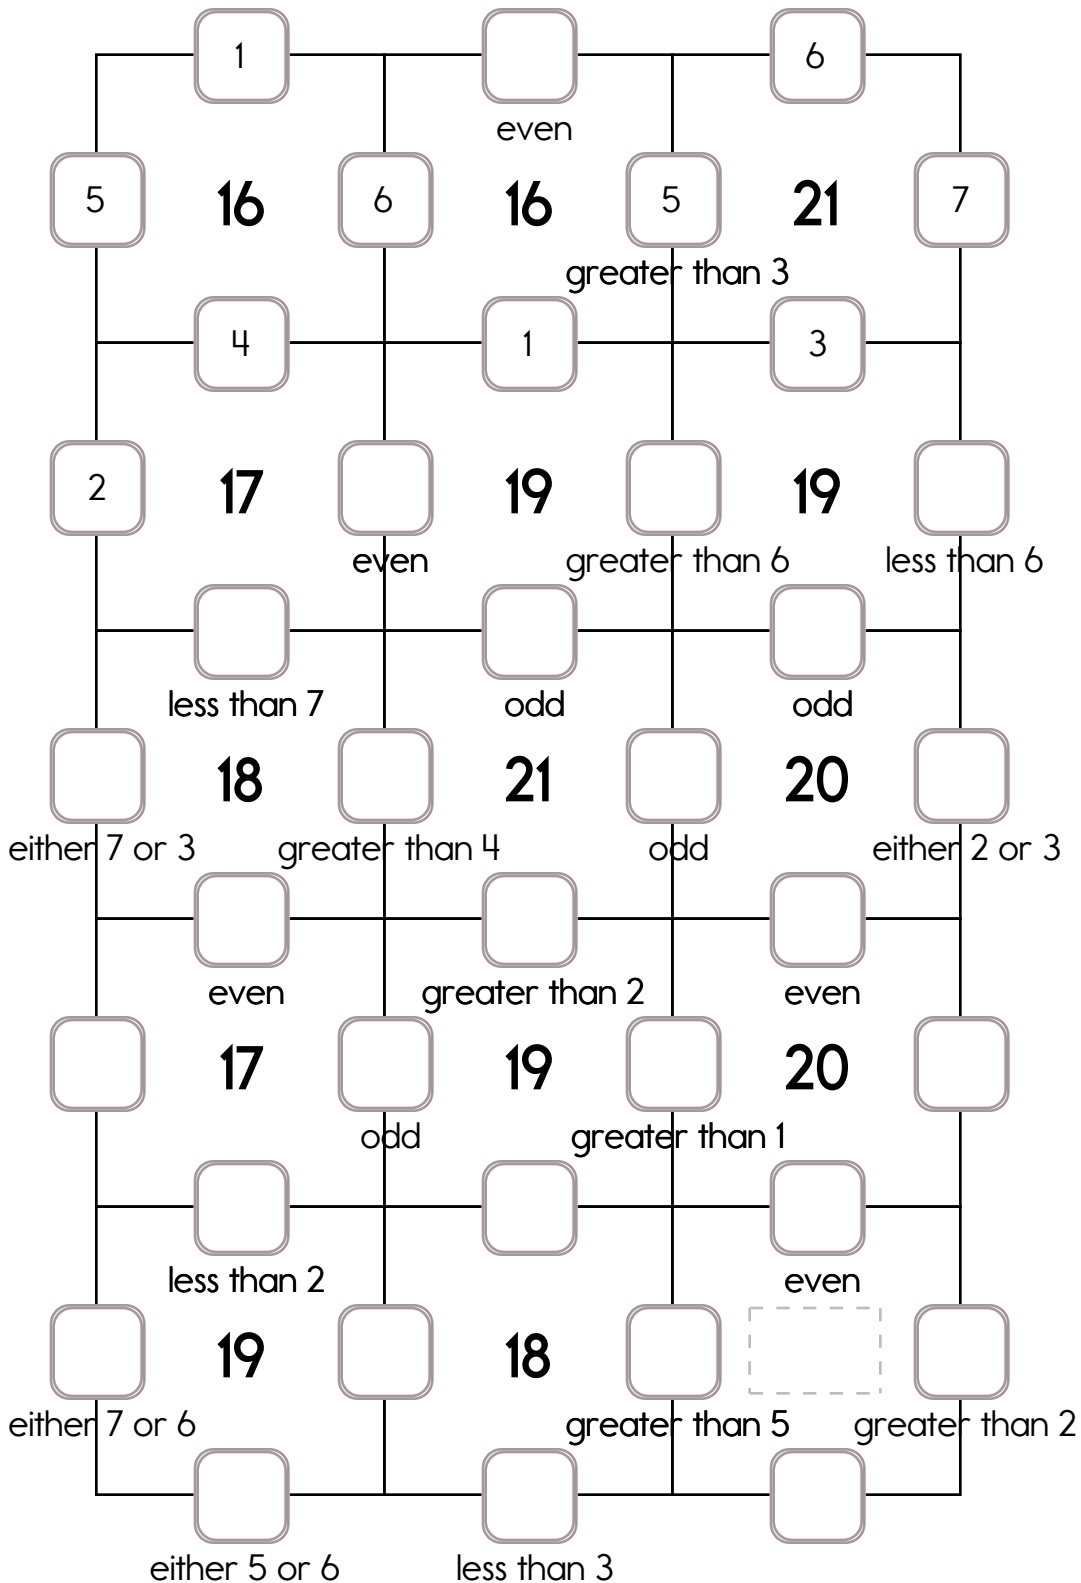 1 6
even
5 16 6 16 5 21 7
greater than 3
4 1 3
2 17 19 19
even greater than 6 less than 6
less than 7 odd odd
18 21 20
either 7 or 3 greater than 4 odd either 2 or 3
even greater than 2 even
17 19 20
odd greater than 1
less than 2 even
19 18
either 7 or 6 greater than 5 greater than 2
either 5 or 6 less than 3